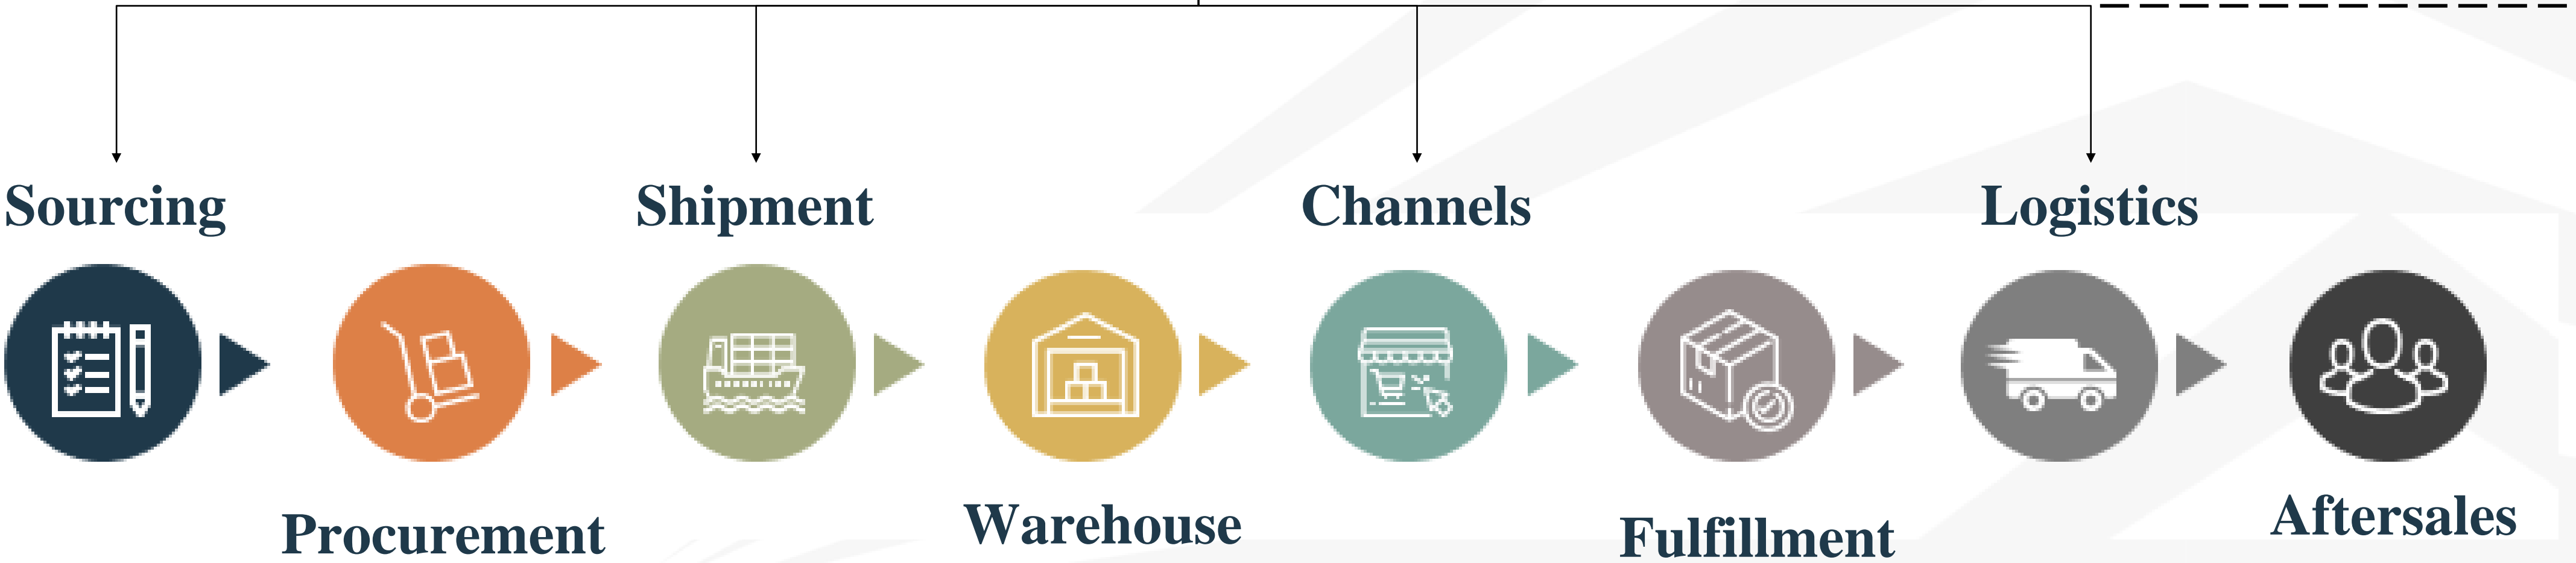 Sourcing
Shipment
Channels
Logistics
Procurement
Warehouse
Fulfillment
Aftersales